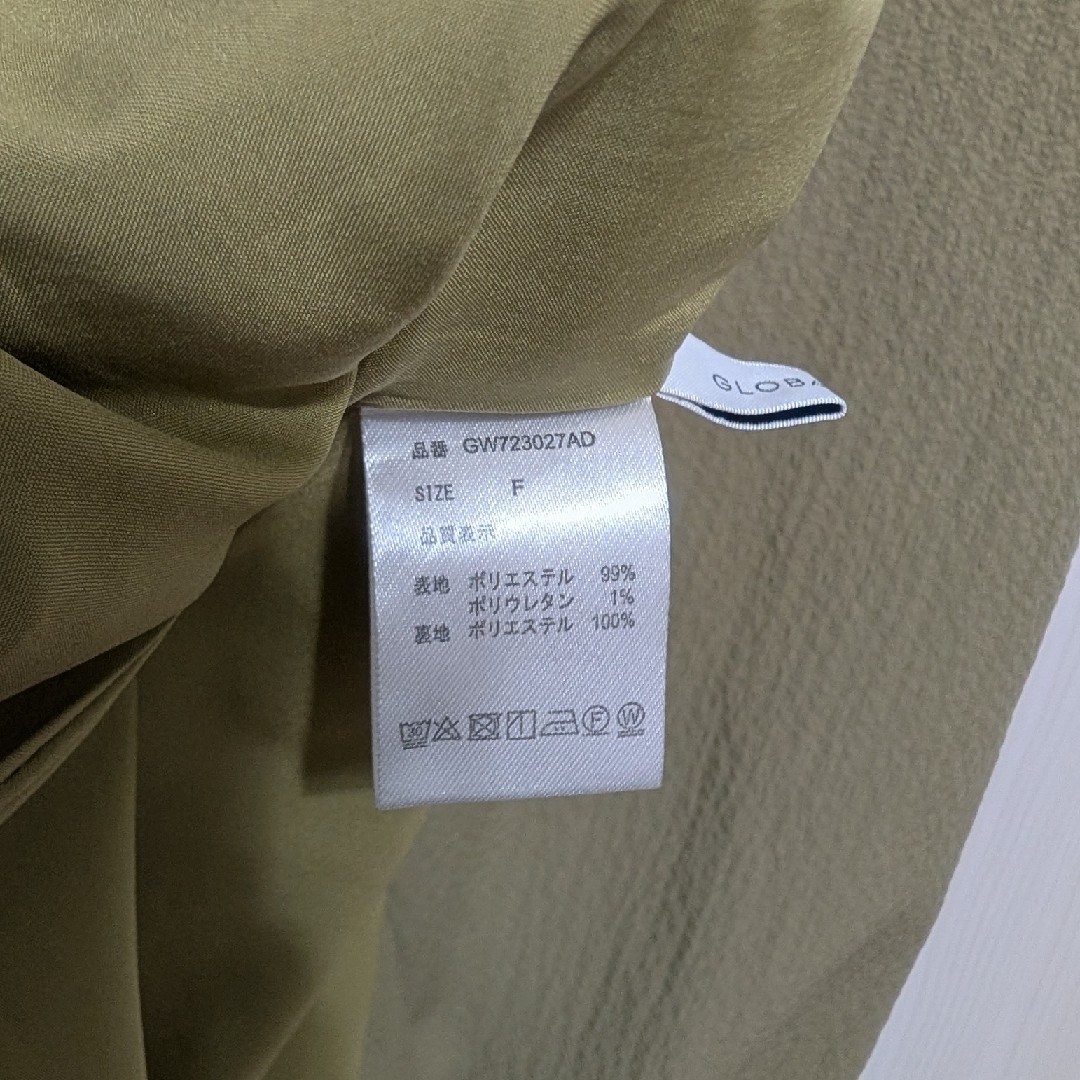 GLOBA
品番 GW723027AD
SIZE F
品質表示
表地 ポリエステル 99%
ポリウレタン 1%
裏地 ポリエステル 100%
30 F W